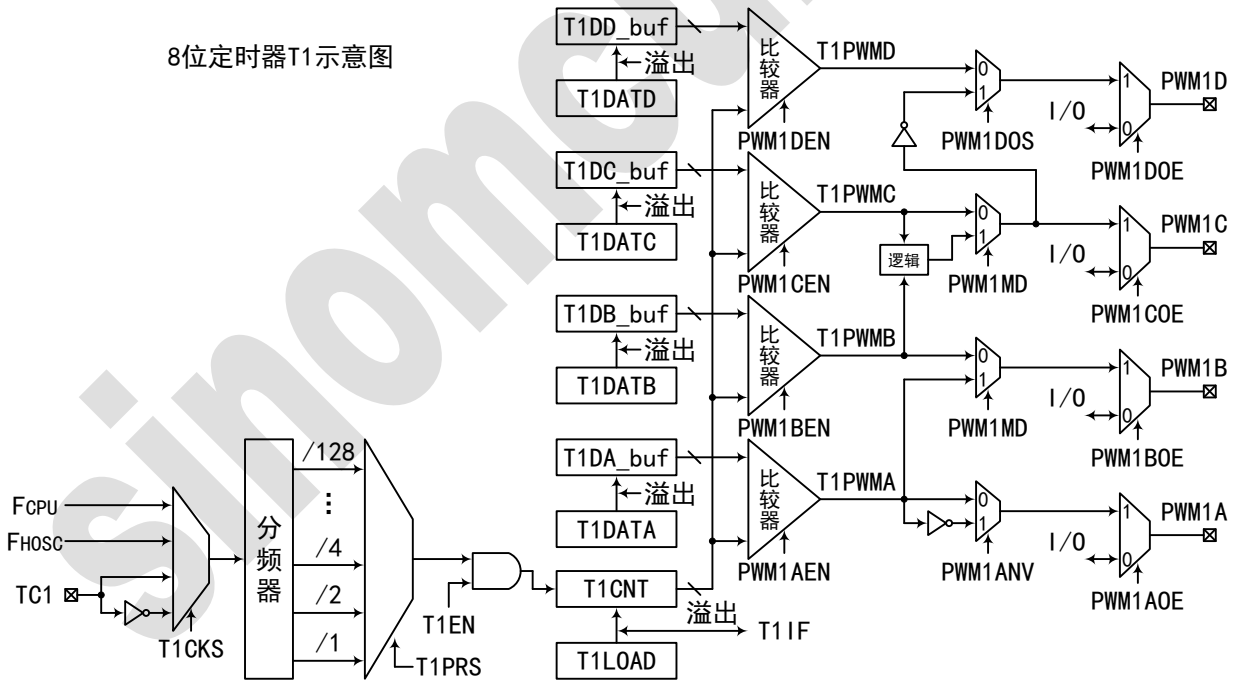 8位定时器T1示意图
T1DD_buf
溢出
T1DATD
比较器
PWM1DEN
T1PWMD
0
1
PWM1DOS
I/O
1
0
PWM1DOE
PWM1D
T1DC_buf
溢出
T1DATC
比较器
PWM1CEN
T1PWMC
逻辑
0
1
PWM1MD
I/O
1
0
PWM1COE
PWM1C
T1DB_buf
溢出
T1DATB
比较器
PWM1BEN
T1PWMB
0
1
PWM1MD
I/O
1
0
PWM1BOE
PWM1B
T1DA_buf
溢出
T1DATA
比较器
PWM1AEN
T1PWMA
0
1
PWM1ANV
I/O
1
0
PWM1AOE
PWM1A
FCPU
FHOSC
TC1
T1CKS
分频器
/128
⋮
/4
/2
/1
T1PRS
T1EN
T1CNT
溢出
T1IF
T1LOAD
sinomcu